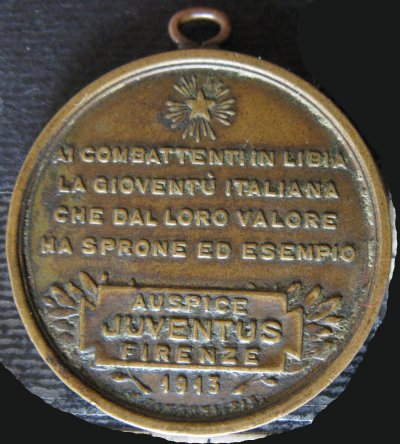 AI COMBATTENTI IN LIBIA
LA GIOVENTÙ ITALIANA
CHE DAL LORO VALORE
HA SPRONE ED ESEMPIO
AUSPICE
JUVENTUS
FIRENZE
1913